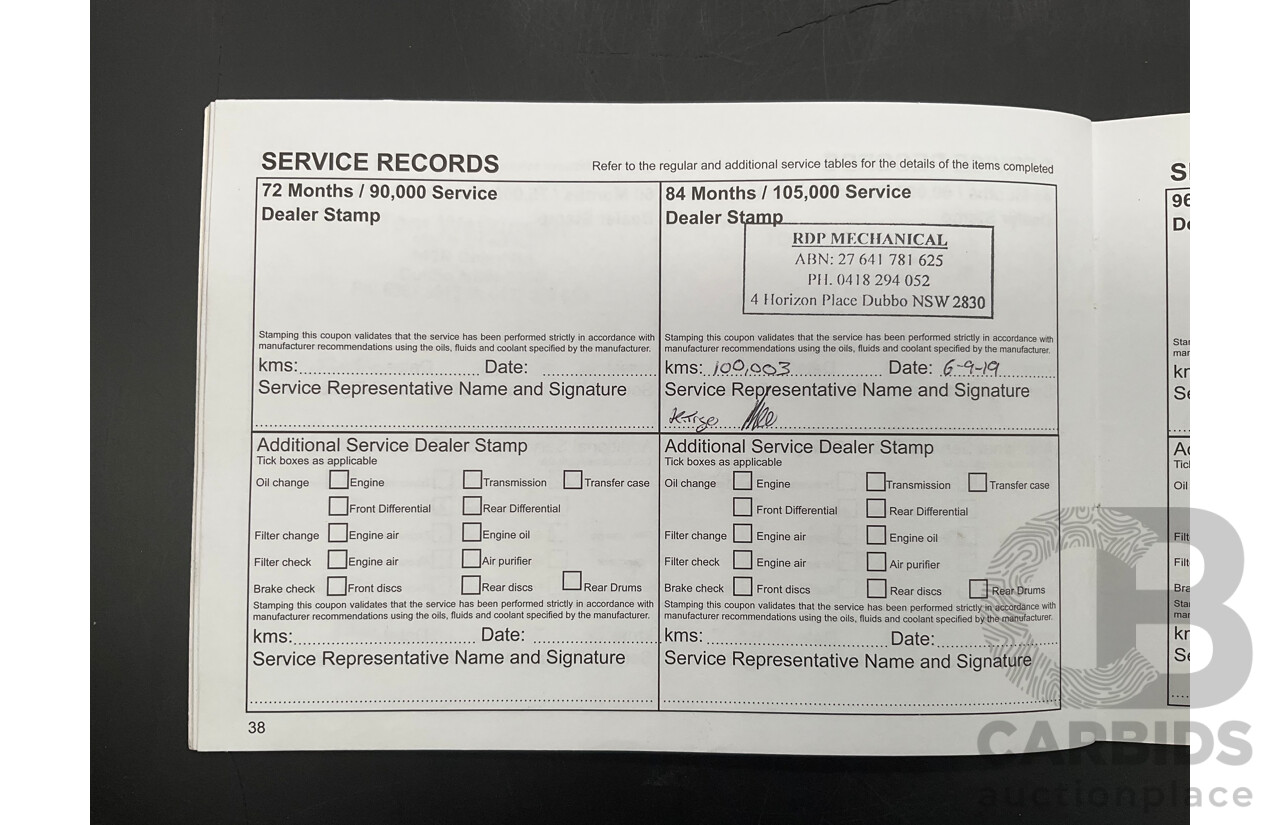 SERVICE RECORDS
Refer to the regular and additional service tables for the details of the items completed
72 Months / 90,000 Service
Dealer Stamp
Stamping this coupon validates that the service has been performed strictly in accordance with
manufacturer recommendations using the oils, fluids and coolant specified by the manufacturer.
kms: Date:
Service Representative Name and Signature
Additional Service Dealer Stamp
Tick boxes as applicable
Oil change Engine Transmission Transfer case
Front Differential Rear Differential
Filter change Engine air Engine oil
Filter check Engine air Air purifier
Brake check Front discs Rear discs Rear Drums
Stamping this coupon validates that the service has been performed strictly in accordance with
manufacturer recommendations using the oils, fluids and coolant specified by the manufacturer.
kms: Date:
Service Representative Name and Signature
84 Months / 105,000 Service
Dealer Stamp
RDP MECHANICAL
ABN: 27 641 781 625
PH. 0418 294 052
4 Horizon Place Dubbo NSW 2830
Stamping this coupon validates that the service has been performed strictly in accordance with
manufacturer recommendations using the oils, fluids and coolant specified by the manufacturer.
kms: 100,003 Date: 6-9-19
Service Representative Name and Signature
Additional Service Dealer Stamp
Tick boxes as applicable
Oil change Engine Transmission Transfer case
Front Differential Rear Differential
Filter change Engine air Engine oil
Filter check Engine air Air purifier
Brake check Front discs Rear discs Rear Drums
Stamping this coupon validates that the service has been performed strictly in accordance with
manufacturer recommendations using the oils, fluids and coolant specified by the manufacturer.
kms: Date:
Service Representative Name and Signature
38
96
Oil
CB
CARBIDS
auctionplace